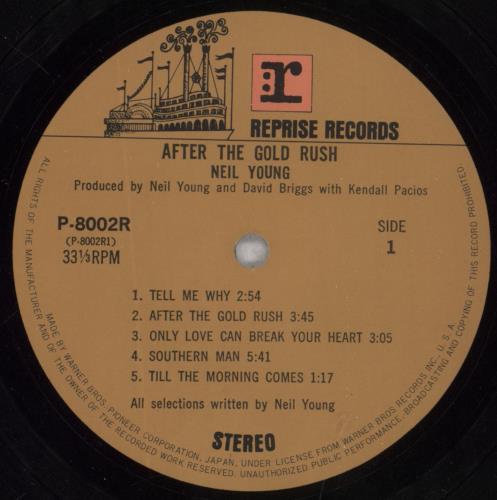 r
REPRISE RECORDS
AFTER THE GOLD RUSH
NEIL YOUNG
Produced by Neil Young and David Briggs with Kendall Pacios
P-8002R
(P-8002R1)
33⅓RPM
SIDE
1
1. TELL ME WHY 2:54
2. AFTER THE GOLD RUSH 3:45
3. ONLY LOVE CAN BREAK YOUR HEART 3:05
4. SOUTHERN MAN 5:41
5. TILL THE MORNING COMES 1:17
All selections written by Neil Young
STEREO
ALL RIGHTS OF THE MANUFACTURER AND OF THE OWNER OF THE RECORDED WORK RESERVED. UNAUTHORIZED PUBLIC PERFORMANCE·BROADCASTING AND COPYING OF THIS RECORD PROHIBITED.
MADE BY WARNER BROS. PIONEER CORPORATION, JAPAN, UNDER LICENSE FROM WARNER BROS RECORDS INC., U. S. A.